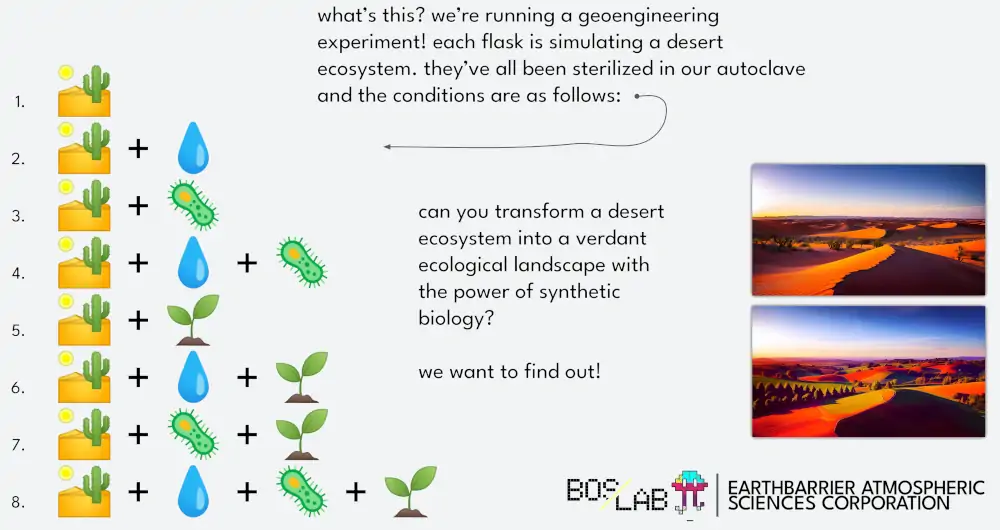 what's this? we're running a geoengineering
experiment! each flask is simulating a desert
ecosystem. they've all been sterilized in our autoclave
and the conditions are as follows:
1.
2. +
3. +
4. + +
5. +
6. + +
7. + +
8. + + +
can you transform a desert
ecosystem into a verdant
ecological landscape with
the power of synthetic
biology?
we want to find out!
BOS/LAB
EARTHBARRIER ATMOSPHERIC
SCIENCES CORPORATION